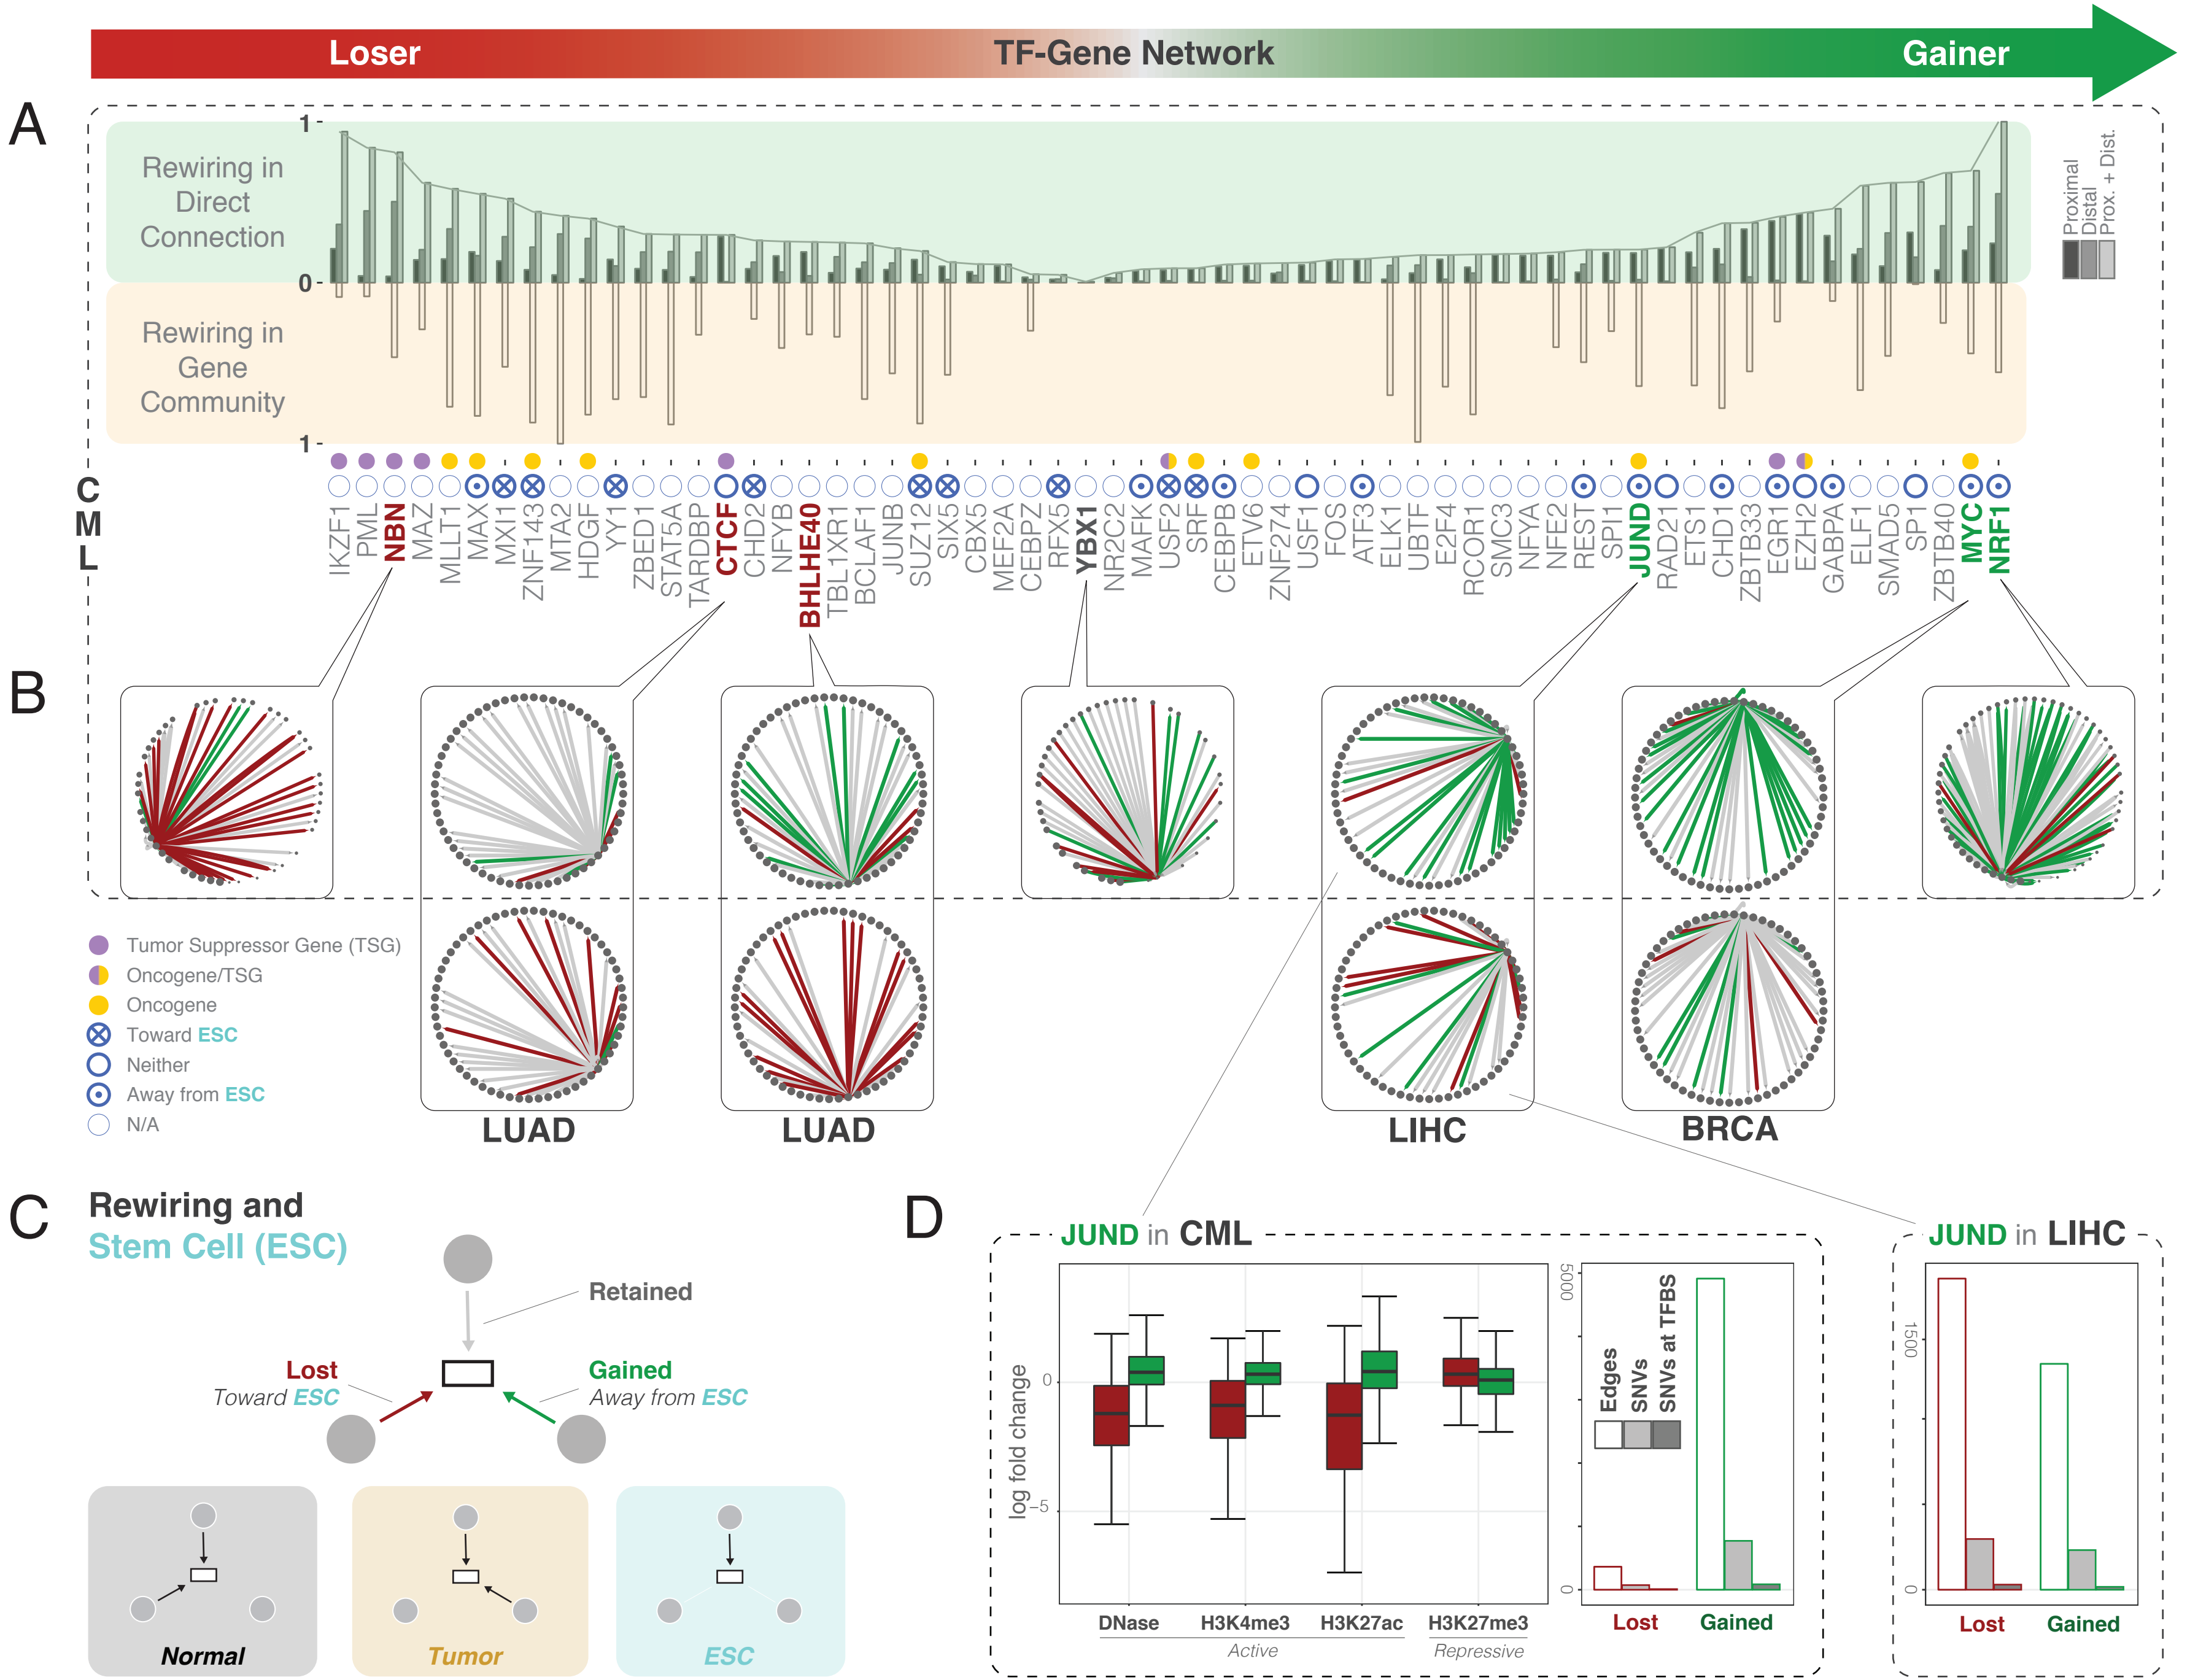 Loser
TF-Gene Network
Gainer
A
1
Rewiring in
Direct
Connection
0
Rewiring in
Gene
Community
1
Proximal
Distal
Prox. + Dist.
C
M
L
IKZF1
PML
NBN
MAZ
MLLT1
MAX
MXI1
ZNF143
MTA2
HDGF
YY1
ZBED1
STAT5A
TARDBP
CTCF
CHD2
NFYB
BHLHE40
TBL1XR1
BCLAF1
JUNB
SUZ12
SIX5
CBX5
MEF2A
CEBPZ
RFX5
YBX1
NR2C2
MAFK
USF2
SRF
CEBPB
ETV6
ZNF274
USF1
FOS
ATF3
ELK1
UBTF
E2F4
RCOR1
SMC3
NFYA
NFE2
REST
SPI1
JUND
RAD21
ETS1
CHD1
ZBTB33
EGR1
EZH2
GABPA
ELF1
SMAD5
SP1
ZBTB40
MYC
NRF1
B
Tumor Suppressor Gene (TSG)
Oncogene/TSG
Oncogene
Toward ESC
Neither
Away from ESC
N/A
LUAD
LUAD
LIHC
BRCA
C
Rewiring and
Stem Cell (ESC)
Retained
Lost
Toward ESC
Gained
Away from ESC
Normal
Tumor
ESC
D
JUND in CML
log fold change
0
−5
DNase
H3K4me3
H3K27ac
H3K27me3
Active
Repressive
5000
0
Edges
SNVs
SNVs at TFBS
Lost
Gained
JUND in LIHC
1500
0
Lost
Gained